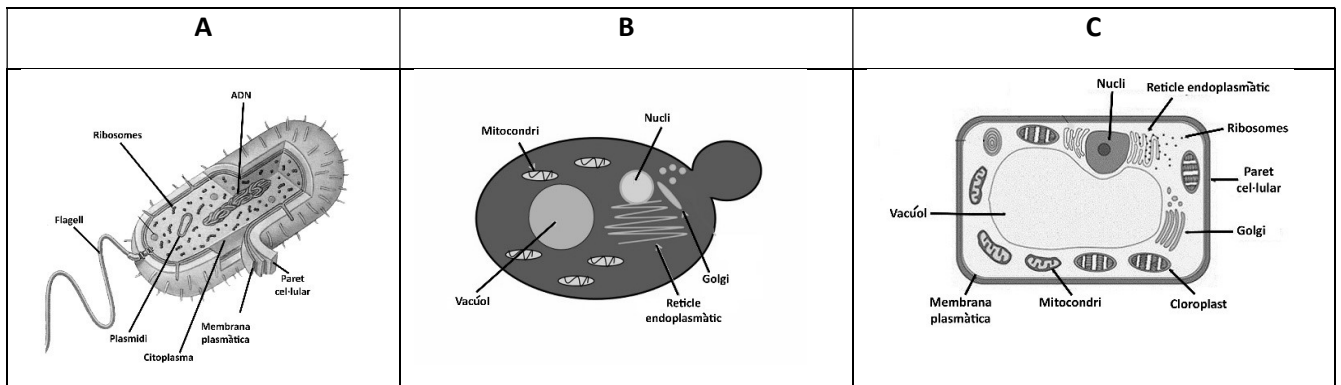 A
B
C
ADN
Ribosomes
Flagell
Plasmidi
Citoplasma
Membrana
plasmàtica
Paret
cel·lular
Mitocondri
Nucli
Vacúol
Reticle
endoplasmàtic
Golgi
Nucli
Reticle endoplasmàtic
Ribosomes
Paret
cel·lular
Vacúol
Golgi
Membrana
plasmàtica
Mitocondri
Cloroplast